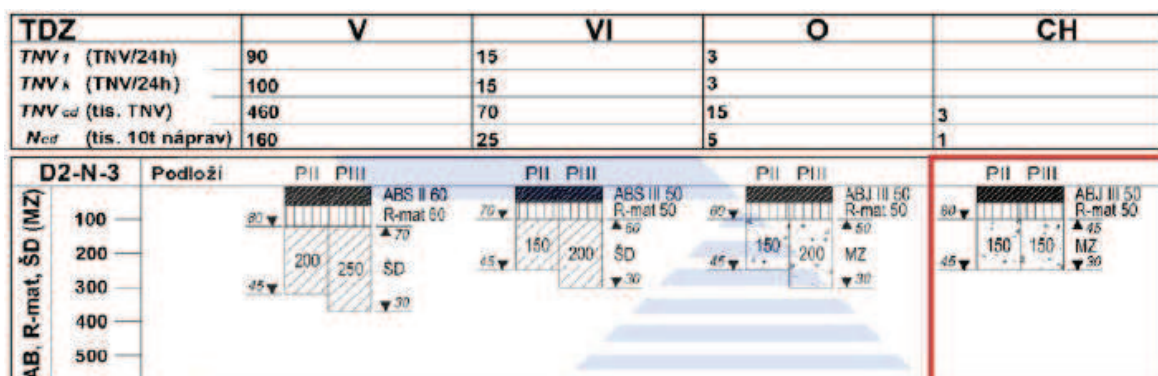 TDZ V VI O CH
TNV 1 (TNV/24h) 90 15 3
TNV k (TNV/24h) 100 15 3
TNV cd (tis. TNV) 460 70 15 3
Ncd (tis. 10t náprav) 160 25 5 1
D2-N-3 Podloží PII PIII PII PIII PII PIII PII PIII
ABS II 60 ABS III 50 ABJ III 50 ABJ III 50
R-mat 60 R-mat 50 R-mat 50 R-mat 50
80 70 70 60 60 50 60 45
200 250 ŠD 150 200 ŠD 150 200 MZ 150 150 MZ
45 30 45 30 45 30 45 30
AB, R-mat, ŠD (MZ)
100
200
300
400
500